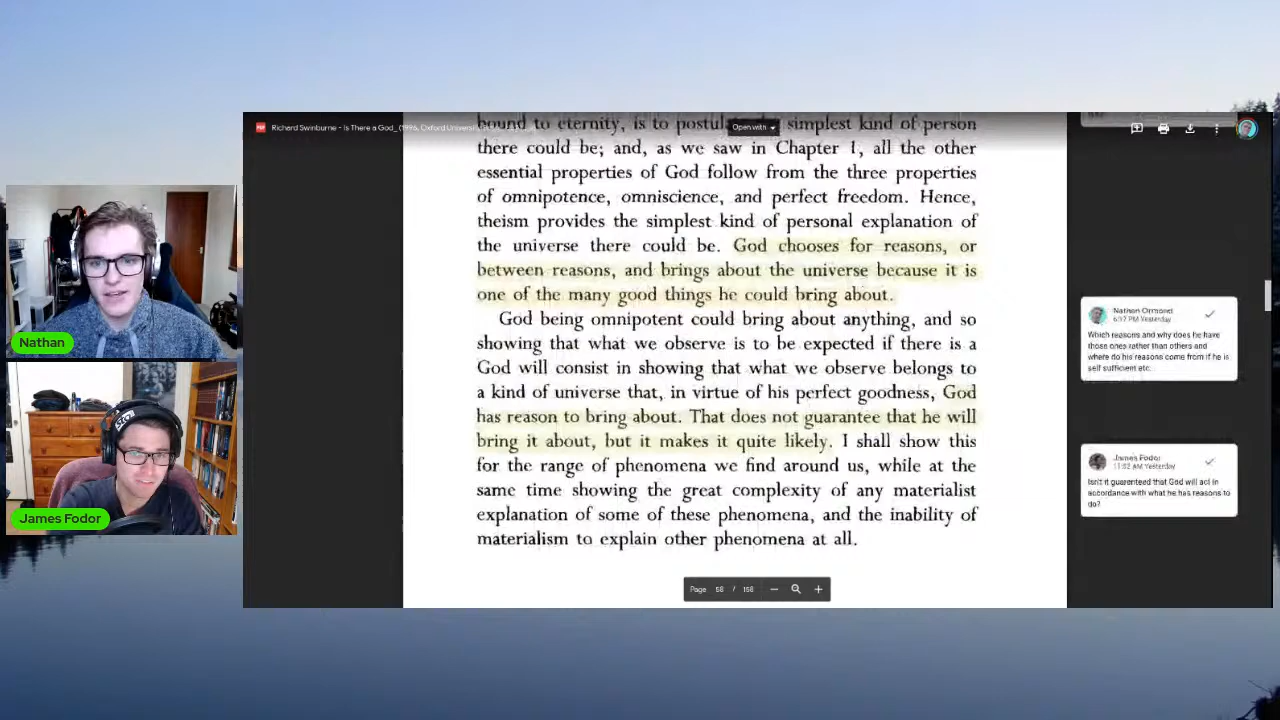 Richard Swinburne - Is There a God_ (1996, Oxford
Open with
bound to eternity, is to postulate simplest kind of person
there could be; and, as we saw in Chapter 1, all the other
essential properties of God follow from the three properties
of omnipotence, omniscience, and perfect freedom. Hence,
theism provides the simplest kind of personal explanation of
the universe there could be. God chooses for reasons, or
between reasons, and brings about the universe because it is
one of the many good things he could bring about.
God being omnipotent could bring about anything, and so
showing that what we observe is to be expected if there is a
God will consist in showing that what we observe belongs to
a kind of universe that, in virtue of his perfect goodness, God
has reason to bring about. That does not guarantee that he will
bring it about, but it makes it quite likely. I shall show this
for the range of phenomena we find around us, while at the
same time showing the great complexity of any materialist
explanation of some of these phenomena, and the inability of
materialism to explain other phenomena at all.
Page 58 / 158
Nathan Ormond
Yesterday
Which reasons and why does he have
those ones rather than others and
where do his reasons come from if he is
self sufficient etc.
James Fodor
Yesterday
Isn't it guaranteed that God will act in
accordance with what he has reasons to
do?
Nathan
James Fodor